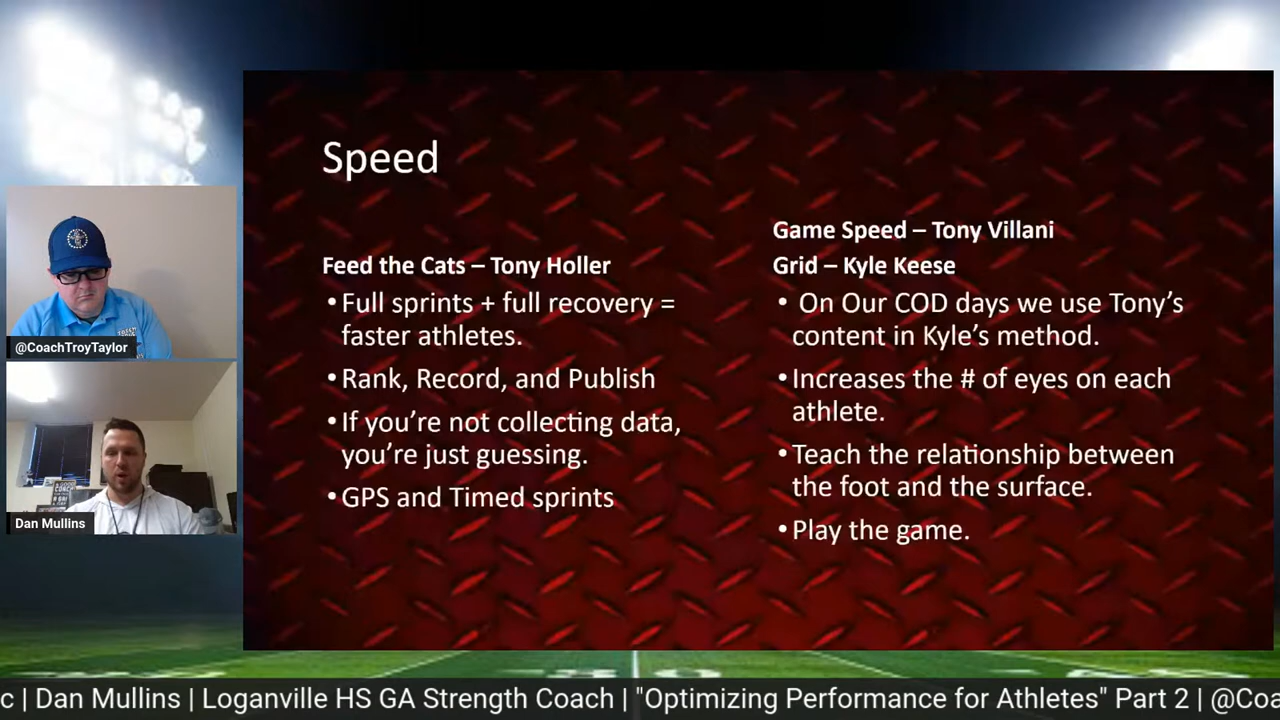 Speed
Feed the Cats – Tony Holler
• Full sprints + full recovery =
faster athletes.
• Rank, Record, and Publish
• If you're not collecting data,
you're just guessing.
• GPS and Timed sprints
Game Speed – Tony Villani
Grid – Kyle Keese
• On Our COD days we use Tony's
content in Kyle's method.
• Increases the # of eyes on each
athlete.
• Teach the relationship between
the foot and the surface.
• Play the game.
@CoachTroyTaylor
Dan Mullins
c | Dan Mullins | Loganville HS GA Strength Coach | "Optimizing Performance for Athletes" Part 2 | @Coa